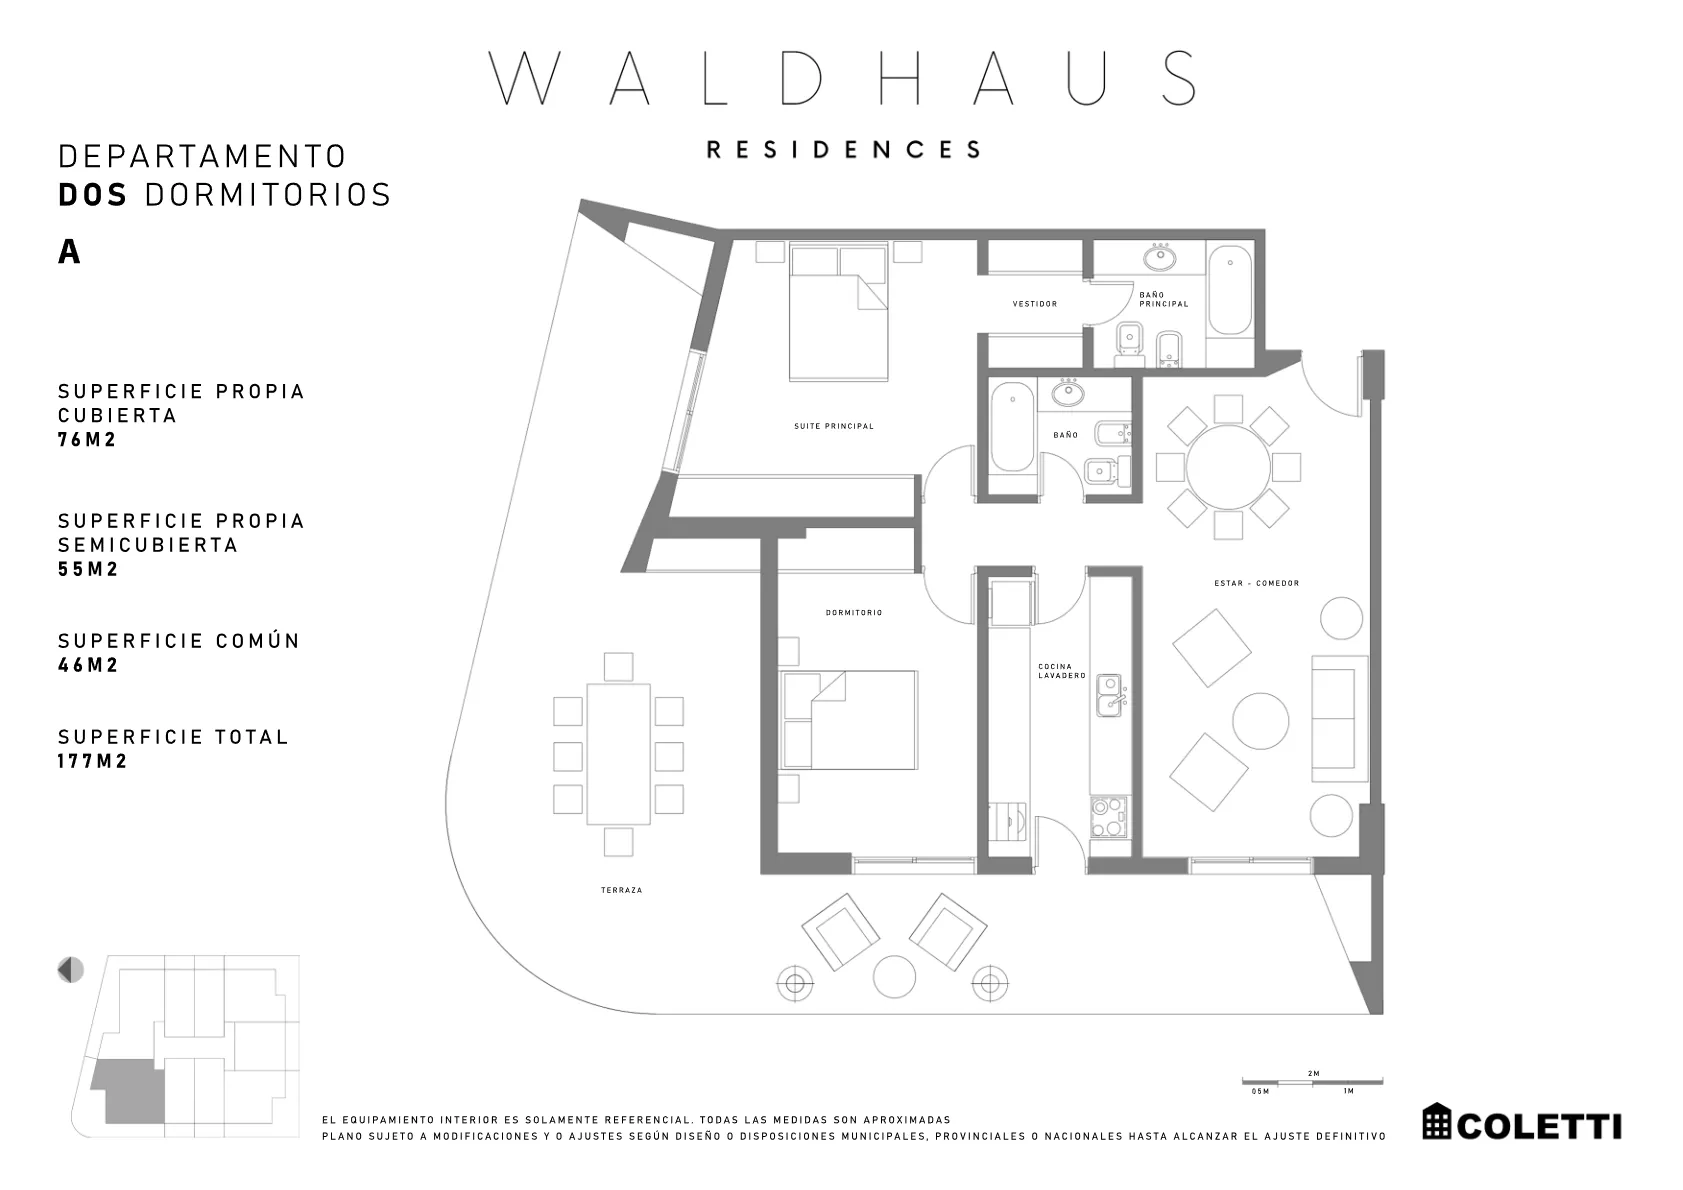 WALDHAUS
RESIDENCES
DEPARTAMENTO
DOS DORMITORIOS
A
SUPERFICIE PROPIA
CUBIERTA
76M2
SUPERFICIE PROPIA
SEMICUBIERTA
55M2
SUPERFICIE COMÚN
46M2
SUPERFICIE TOTAL
177M2
VESTIDOR
BAÑO
PRINCIPAL
SUITE PRINCIPAL
BAÑO
ESTAR - COMEDOR
DORMITORIO
COCINA
LAVADERO
TERRAZA
2M
05M
1M
EL EQUIPAMIENTO INTERIOR ES SOLAMENTE REFERENCIAL. TODAS LAS MEDIDAS SON APROXIMADAS
PLANO SUJETO A MODIFICACIONES Y O AJUSTES SEGÚN DISEÑO O DISPOSICIONES MUNICIPALES, PROVINCIALES O NACIONALES HASTA ALCANZAR EL AJUSTE DEFINITIVO
COLETTI